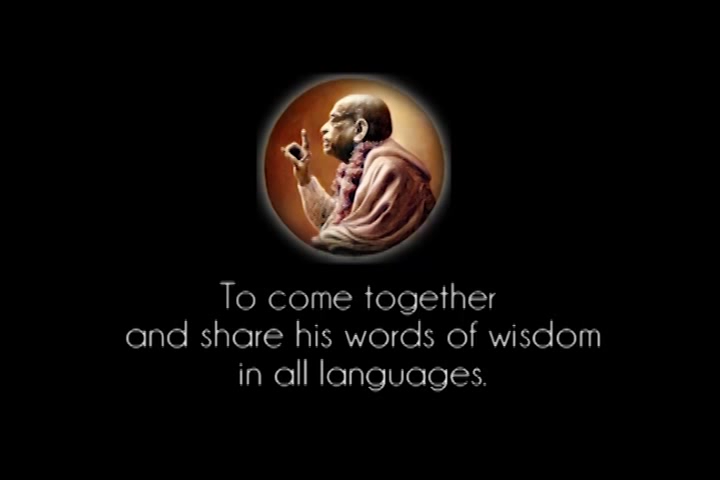 To come together
and share his words of wisdom
in all languages.